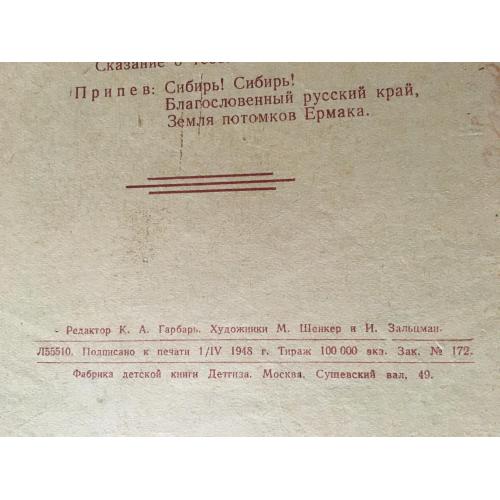 Сказание о
Припев: Сибирь! Сибирь!
Благословенный русский край,
Земля потомков Ермака.
Редактор К. А. Гарбарь. Художники М. Шенкер и И. Зальцман.
Л55510. Подписано к печати 1/IV 1948 г. Тираж 100 000 экз. Зак. № 172.
Фабрика детской книги Детгиза. Москва, Сущевский вал, 49.